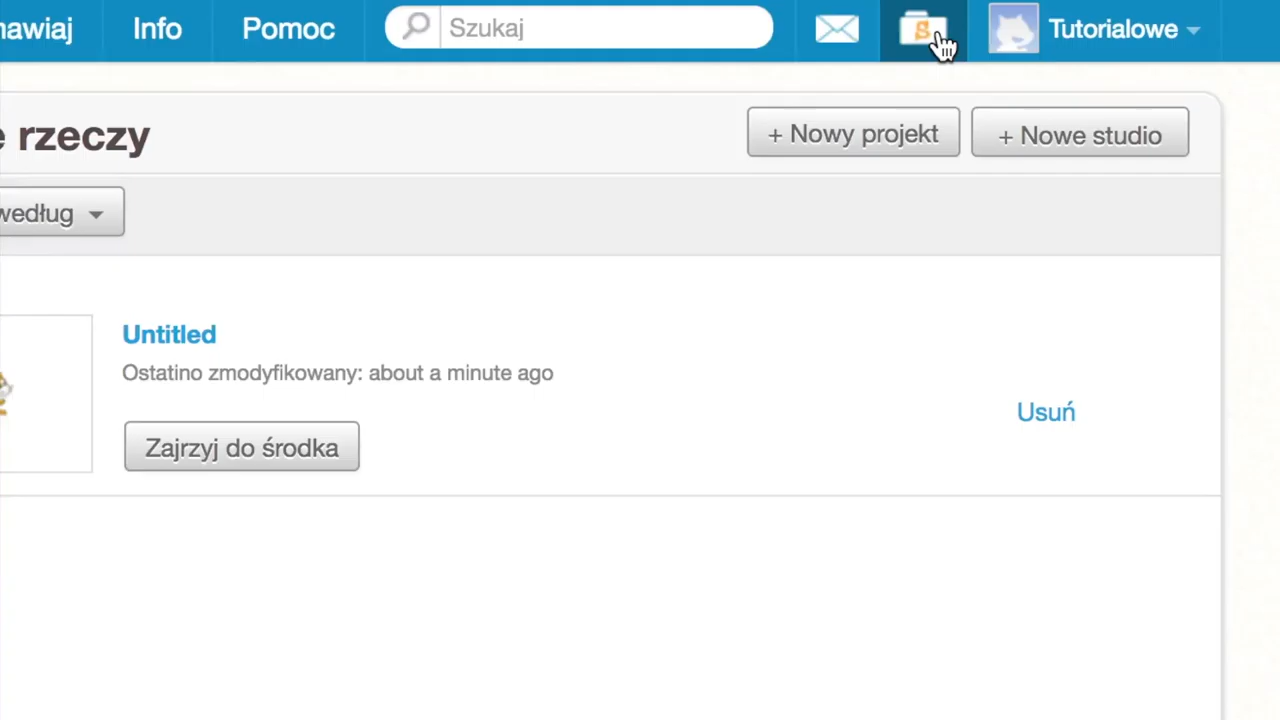 Info
Pomoc
Szukaj
Tutorialowe
rzeczy
+ Nowy projekt
+ Nowe studio
według
Untitled
Ostatino zmodyfikowany: about a minute ago
Usuń
Zajrzyj do środka